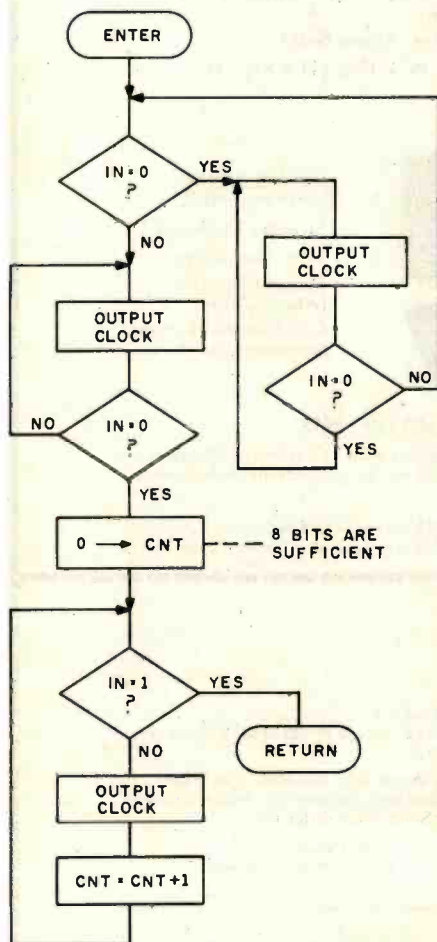 ENTER
IN=0
?
YES
NO
OUTPUT
CLOCK
IN=0
?
NO
YES
OUTPUT
CLOCK
IN=0
?
NO
YES
0 → CNT
8 BITS ARE
SUFFICIENT
IN=1
?
YES
NO
RETURN
OUTPUT
CLOCK
CNT = CNT+1